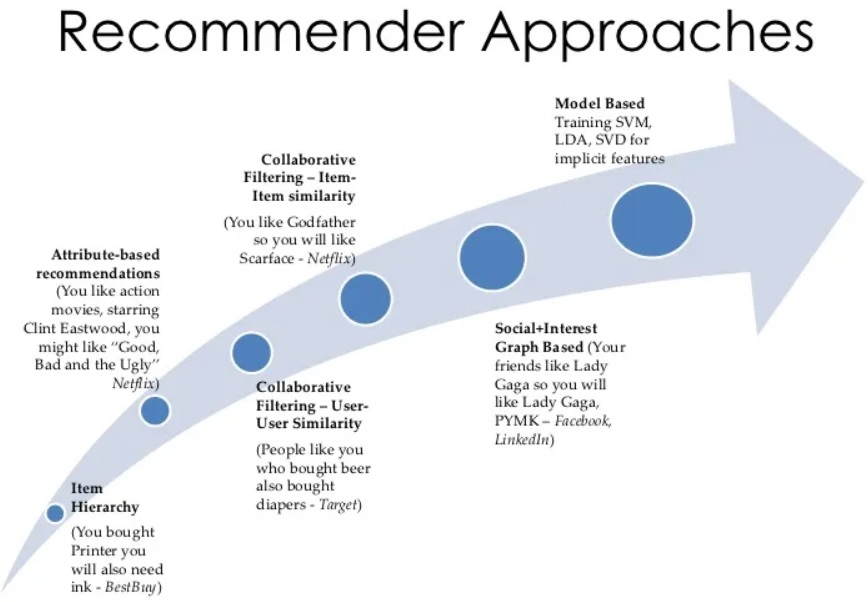 Recommender Approaches
Model Based
Training SVM,
LDA, SVD for
implicit features
Collaborative
Filtering – Item-
Item similarity
(You like Godfather
so you will like
Scarface - Netflix)
Attribute-based
recommendations
(You like action
movies, starring
Clint Eastwood, you
might like “Good,
Bad and the Ugly”
Netflix)
Social+Interest
Graph Based (Your
friends like Lady
Gaga so you will
like Lady Gaga,
PYMK – Facebook,
LinkedIn)
Collaborative
Filtering – User-
User Similarity
(People like you
who bought beer
also bought
diapers - Target)
Item
Hierarchy
(You bought
Printer you
will also need
ink - BestBuy)